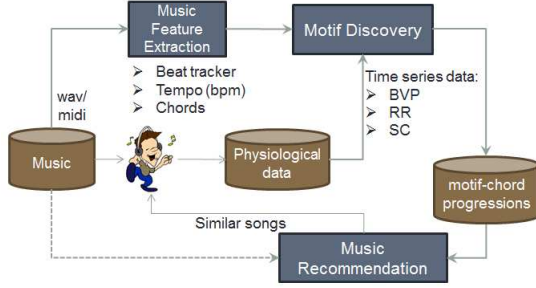 Music
Feature
Extraction
Motif Discovery
➢ Beat tracker
➢ Tempo (bpm)
➢ Chords
Time series data:
➢ BVP
➢ RR
➢ SC
wav/
midi
Music
Physiological
data
motif-chord
progressions
Similar songs
Music
Recommendation